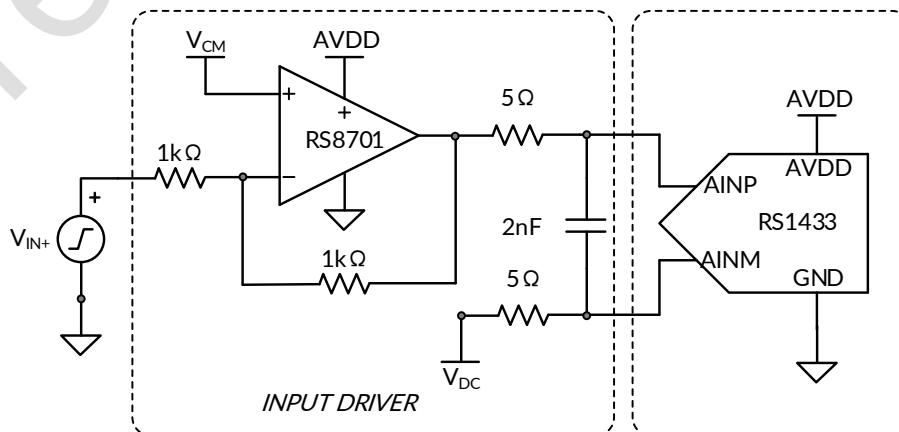 V_CM
AVDD
+
+
RS8701
−
1kΩ
1kΩ
+
V_IN+
5Ω
2nF
5Ω
V_DC
INPUT DRIVER
AVDD
AVDD
AINP
RS1433
AINM
GND